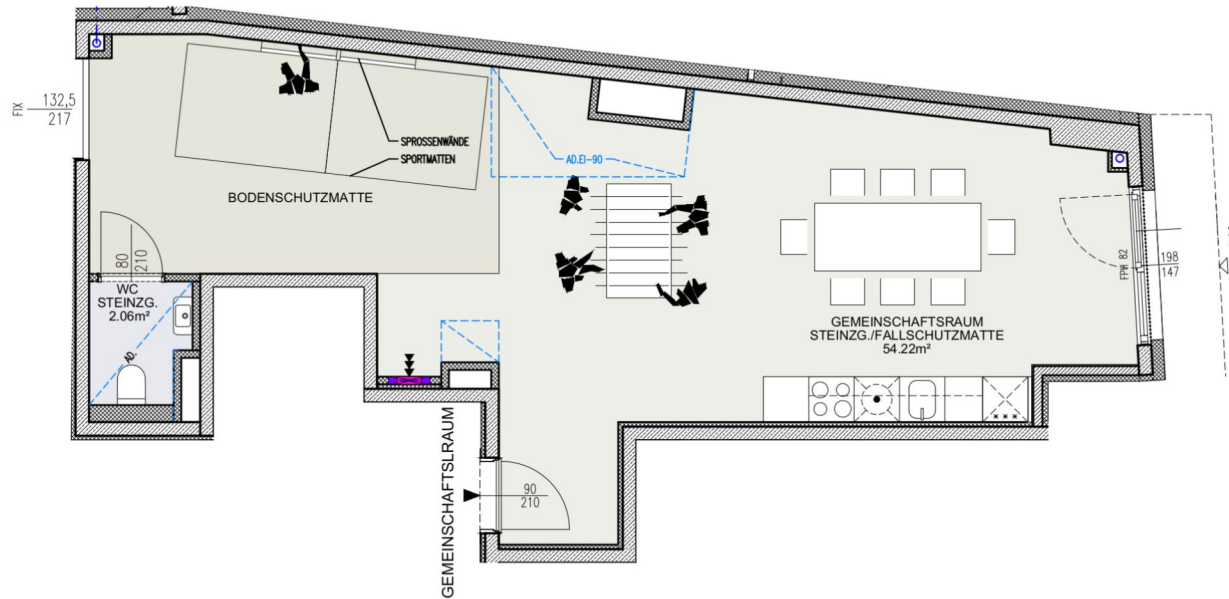 FIX
132,5
217
SPROSSENWÄNDE
SPORTMATTEN
AD.EI-90
BODENSCHUTZMATTE
80
210
WC
STEINZG.
2.06m²
AD.
FPH 82
198
147
GEMEINSCHAFTSRAUM
STEINZG./FALLSCHUTZMATTE
54.22m²
GEMEINSCHAFTSLRAUM
90
210